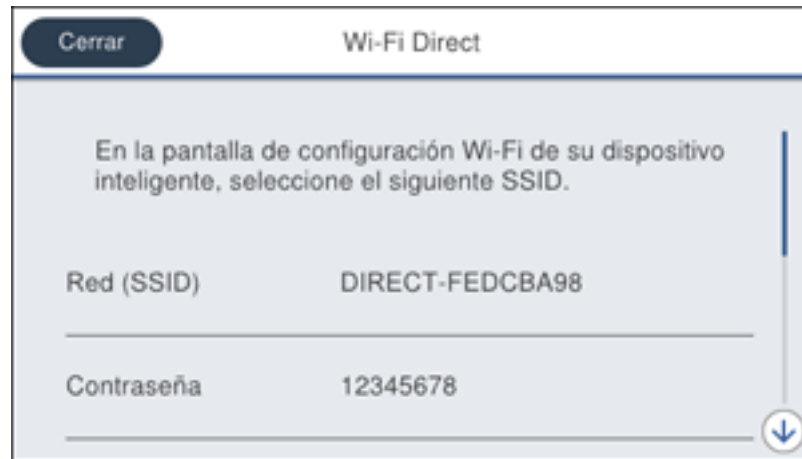 Cerrar
Wi-Fi Direct
En la pantalla de configuración Wi-Fi de su dispositivo
inteligente, seleccione el siguiente SSID.
Red (SSID) DIRECT-FEDCBA98
Contraseña 12345678